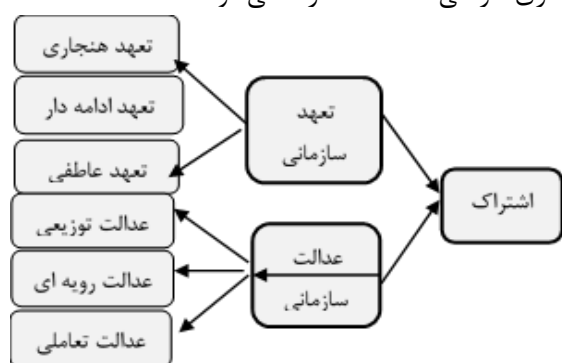 تعهد هنجاری
تعهد ادامه دار
تعهد عاطفی
عدالت توزیعی
عدالت رویه ای
عدالت تعاملی
تعهد
سازمانی
عدالت
سازمانی
اشتراک